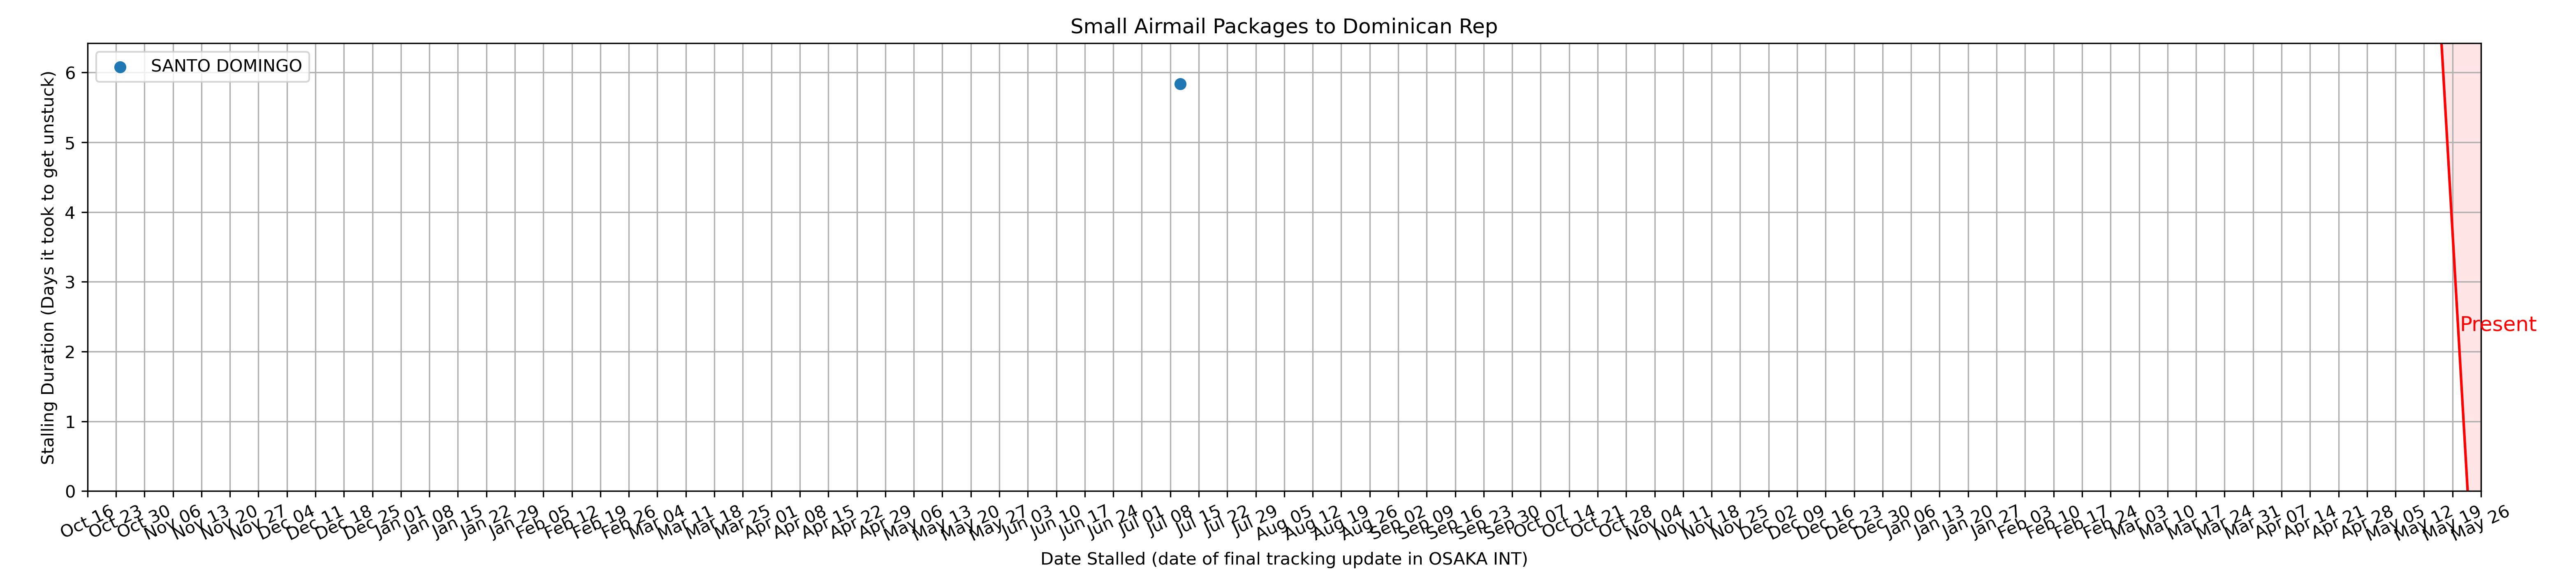 Small Airmail Packages to Dominican Rep
SANTO DOMINGO
Stalling Duration (Days it took to get unstuck)
6
5
4
3
2
1
0
Present
Oct 16 Oct 23 Oct 30 Nov 06 Nov 13 Nov 20 Nov 27 Dec 04 Dec 11 Dec 18 Dec 25 Jan 01 Jan 08 Jan 15 Jan 22 Jan 29 Feb 05 Feb 12 Feb 19 Feb 26 Mar 04 Mar 11 Mar 18 Mar 25 Apr 01 Apr 08 Apr 15 Apr 22 Apr 29 May 06 May 13 May 20 May 27 Jun 03 Jun 10 Jun 17 Jun 24 Jul 01 Jul 08 Jul 15 Jul 22 Jul 29 Aug 05 Aug 12 Aug 19 Aug 26 Sep 02 Sep 09 Sep 16 Sep 23 Sep 30 Oct 07 Oct 14 Oct 21 Oct 28 Nov 04 Nov 11 Nov 18 Nov 25 Dec 02 Dec 09 Dec 16 Dec 23 Dec 30 Jan 06 Jan 13 Jan 20 Jan 27 Feb 03 Feb 10 Feb 17 Feb 24 Mar 03 Mar 10 Mar 17 Mar 24 Mar 31 Apr 07 Apr 14 Apr 21 Apr 28 May 05 May 12 May 19 May 26
Date Stalled (date of final tracking update in OSAKA INT)